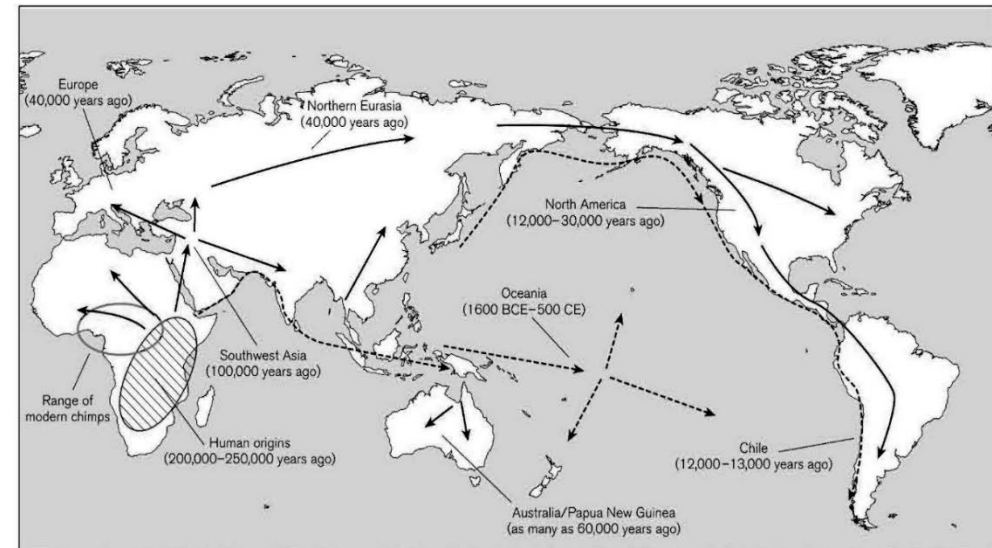 Europe
(40,000 years ago)
Northern Eurasia
(40,000 years ago)
North America
(12,000–30,000 years ago)
Oceania
(1600 BCE–500 CE)
Southwest Asia
(100,000 years ago)
Range of
modern chimps
Human origins
(200,000–250,000 years ago)
Chile
(12,000–13,000 years ago)
Australia/Papua New Guinea
(as many as 60,000 years ago)